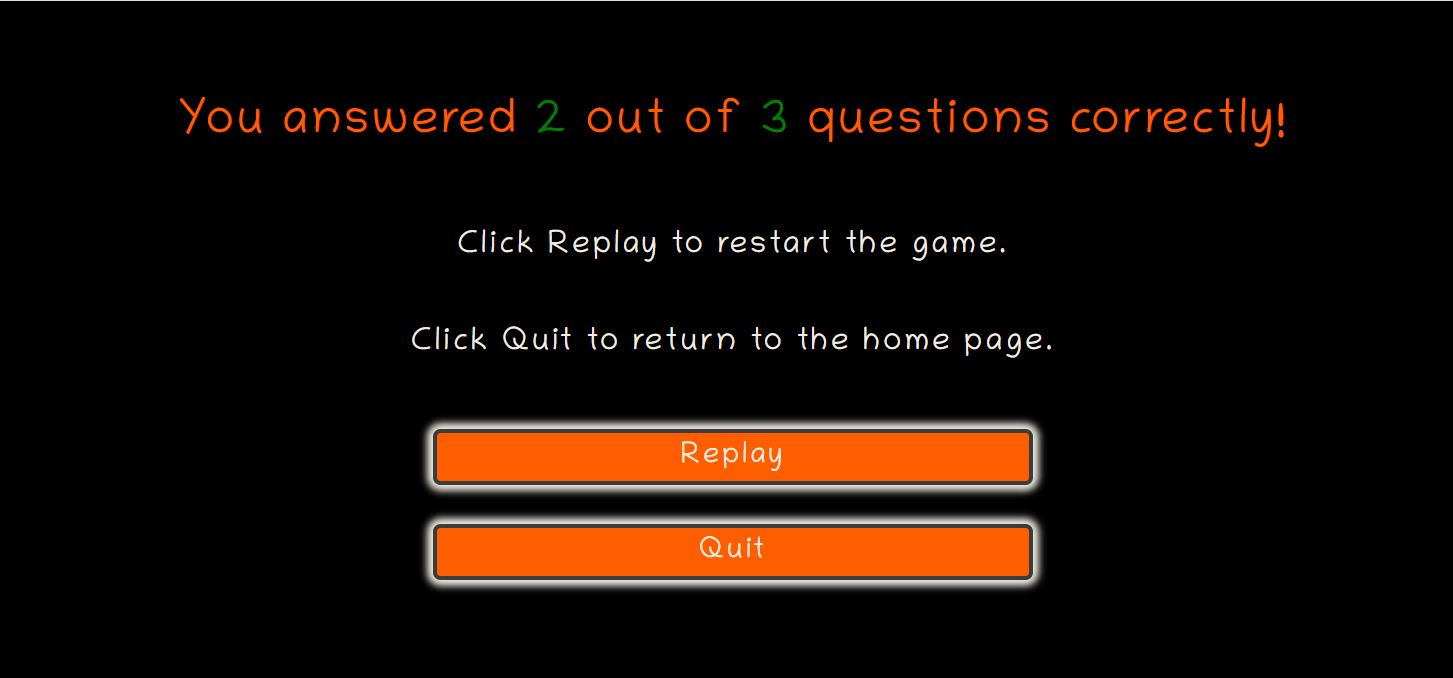 You answered 2 out of 3 questions correctly!
Click Replay to restart the game.
Click Quit to return to the home page.
Replay
Quit